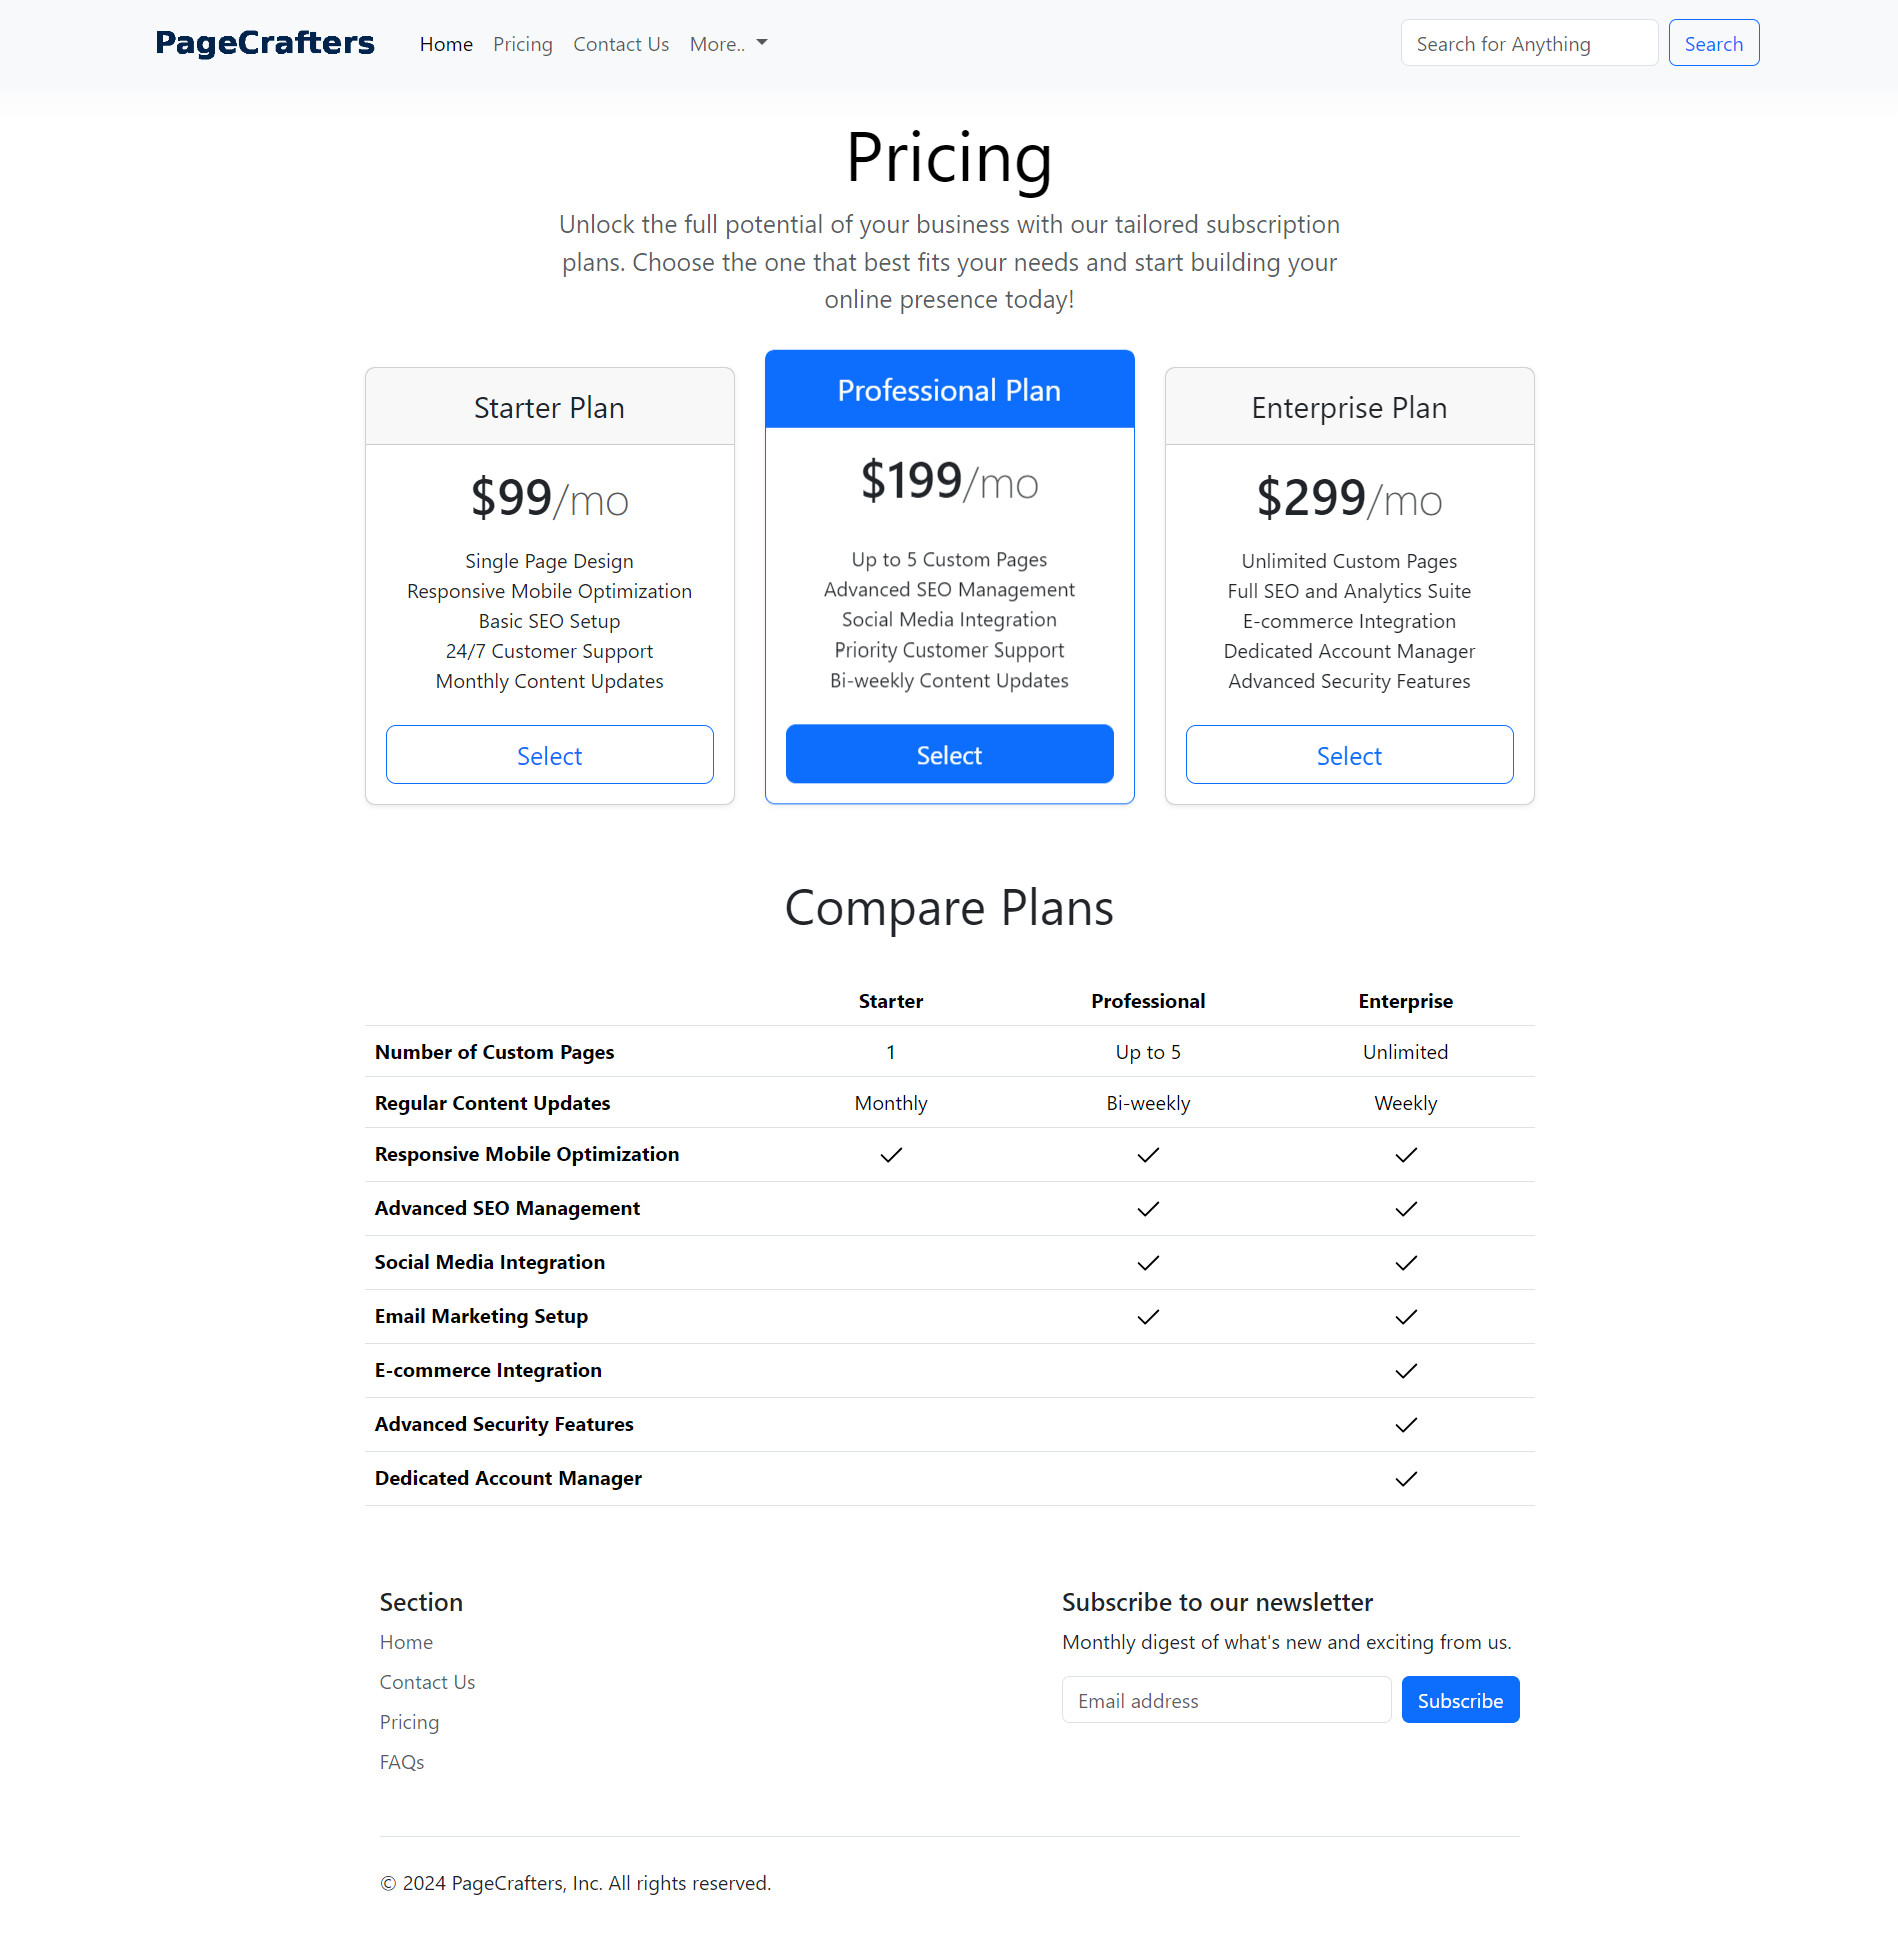 PageCrafters Home Pricing Contact Us More.. Search for Anything Search
Pricing
Unlock the full potential of your business with our tailored subscription
plans. Choose the one that best fits your needs and start building your
online presence today!
Starter Plan
$99/mo
Single Page Design
Responsive Mobile Optimization
Basic SEO Setup
24/7 Customer Support
Monthly Content Updates
Select
Professional Plan
$199/mo
Up to 5 Custom Pages
Advanced SEO Management
Social Media Integration
Priority Customer Support
Bi-weekly Content Updates
Select
Enterprise Plan
$299/mo
Unlimited Custom Pages
Full SEO and Analytics Suite
E-commerce Integration
Dedicated Account Manager
Advanced Security Features
Select
Compare Plans
Starter Professional Enterprise
Number of Custom Pages 1 Up to 5 Unlimited
Regular Content Updates Monthly Bi-weekly Weekly
Responsive Mobile Optimization
Advanced SEO Management
Social Media Integration
Email Marketing Setup
E-commerce Integration
Advanced Security Features
Dedicated Account Manager
Section
Home
Contact Us
Pricing
FAQs
Subscribe to our newsletter
Monthly digest of what's new and exciting from us.
Email address Subscribe
© 2024 PageCrafters, Inc. All rights reserved.